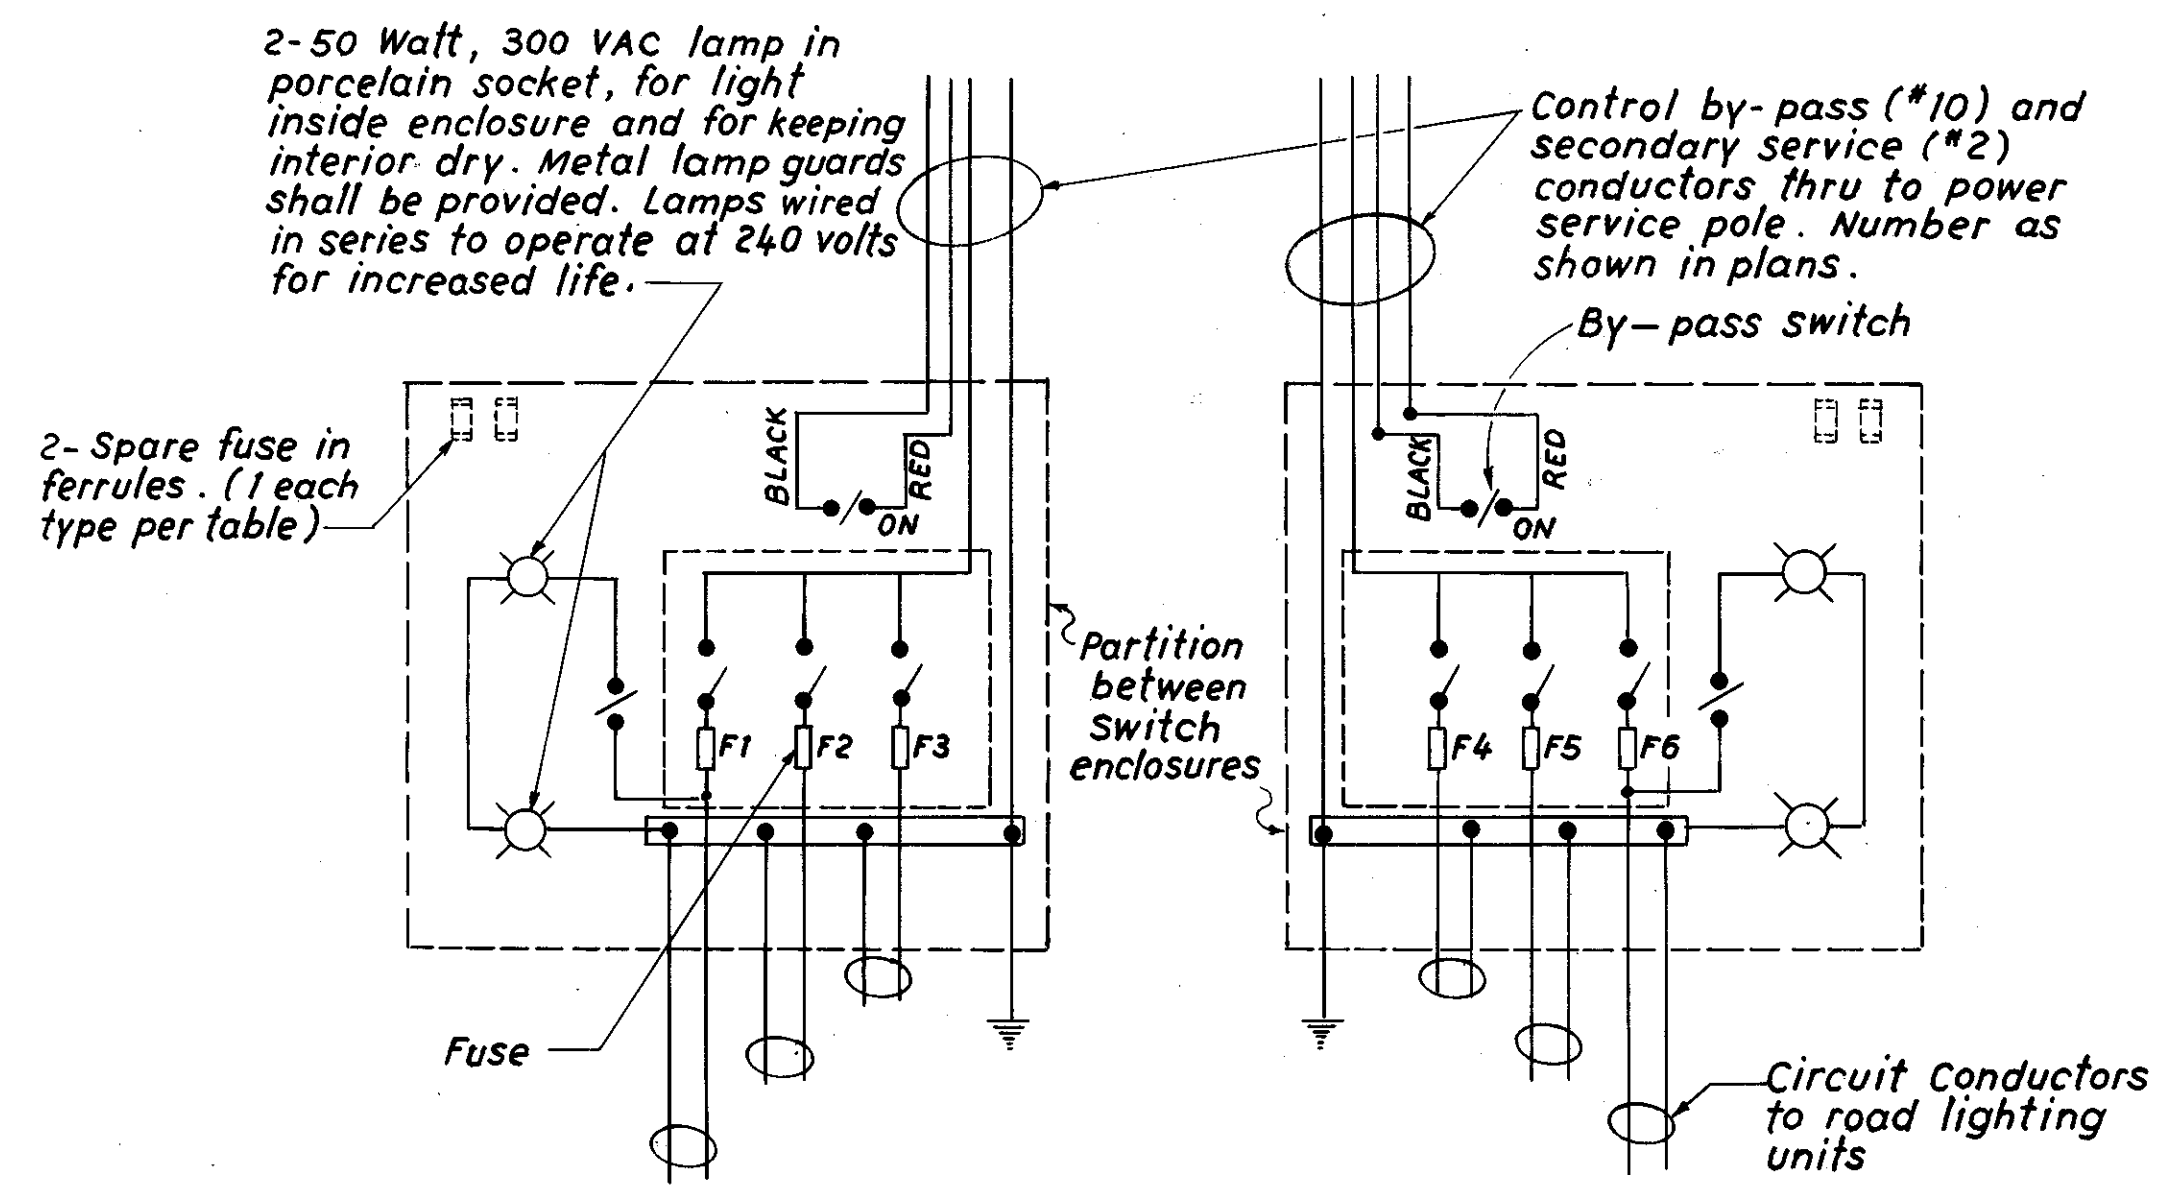 2-50 Watt, 300 VAC lamp in
porcelain socket, for light
inside enclosure and for keeping
interior dry. Metal lamp guards
shall be provided. Lamps wired
in series to operate at 240 volts
for increased life.
Control by-pass (#10) and
secondary service (#2)
conductors thru to power
service pole. Number as
shown in plans.
By-pass switch
2-Spare fuse in
ferrules. (1 each
type per table)
BLACK
RED
ON
BLACK
RED
ON
Partition
between
switch
enclosures
F1
F2
F3
F4
F5
F6
Fuse
Circuit Conductors
to road lighting
units